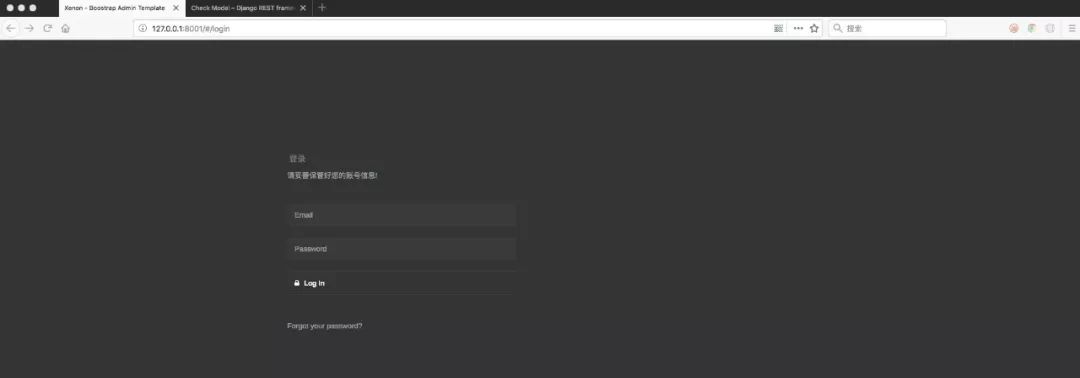 Xenon - Boostrap Admin Template
Check Model – Django REST fram
127.0.0.1:8001/#/login
搜索
登录
请妥善保管好您的账号信息!
Email
Password
Log In
Forgot your password?